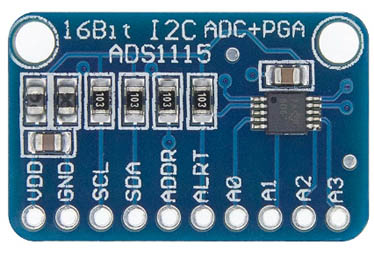 16Bit I2C ADC+PGA
ADS1115
103 103 103 103
VDD GND SCL SDA ADDR ALRT A0 A1 A2 A3